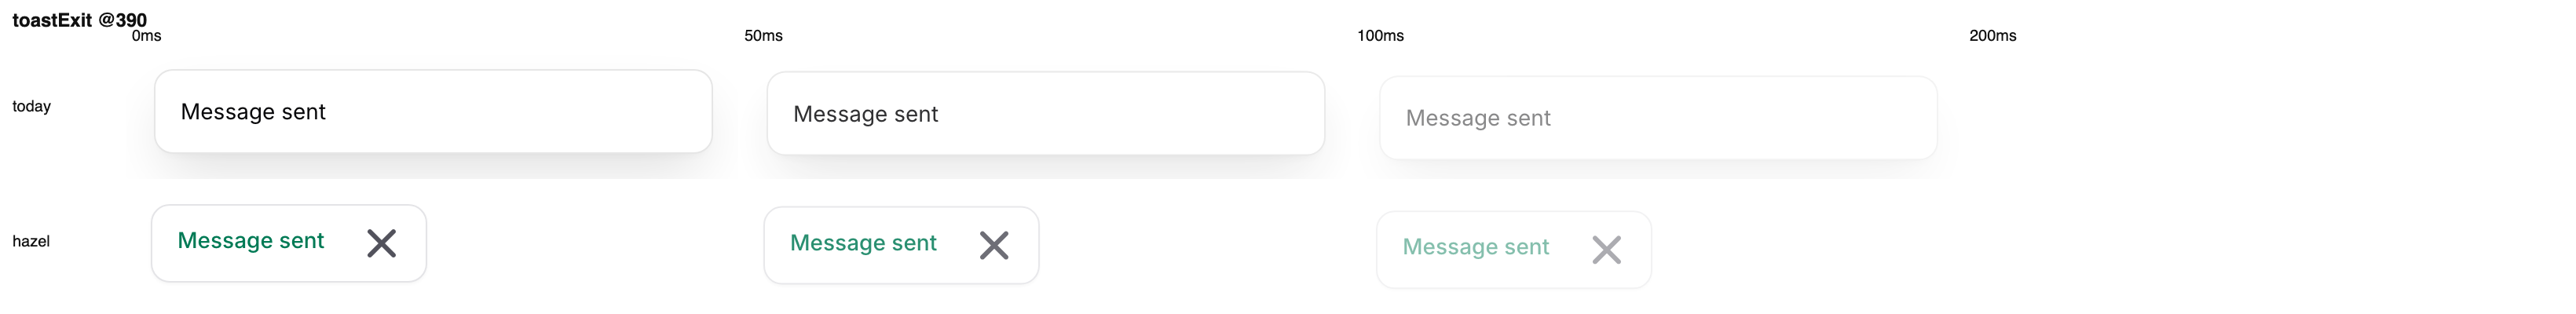 toastExit @390
0ms 50ms 100ms 200ms
today Message sent Message sent Message sent
hazel Message sent Message sent Message sent